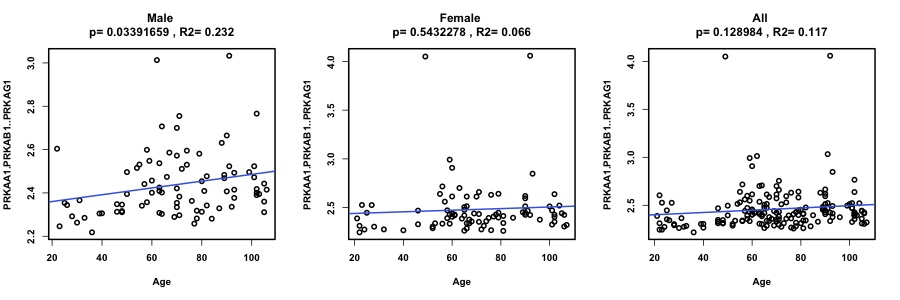 Male
p= 0.03391659 , R2= 0.232
PRKAA1.PRKAB1..PRKAG1
3.0
2.8
2.6
2.4
2.2
20 40 60 80 100
Age
Female
p= 0.5432278 , R2= 0.066
PRKAA1.PRKAB1..PRKAG1
4.0
3.5
3.0
2.5
20 40 60 80 100
Age
All
p= 0.128984 , R2= 0.117
PRKAA1.PRKAB1..PRKAG1
4.0
3.5
3.0
2.5
20 40 60 80 100
Age